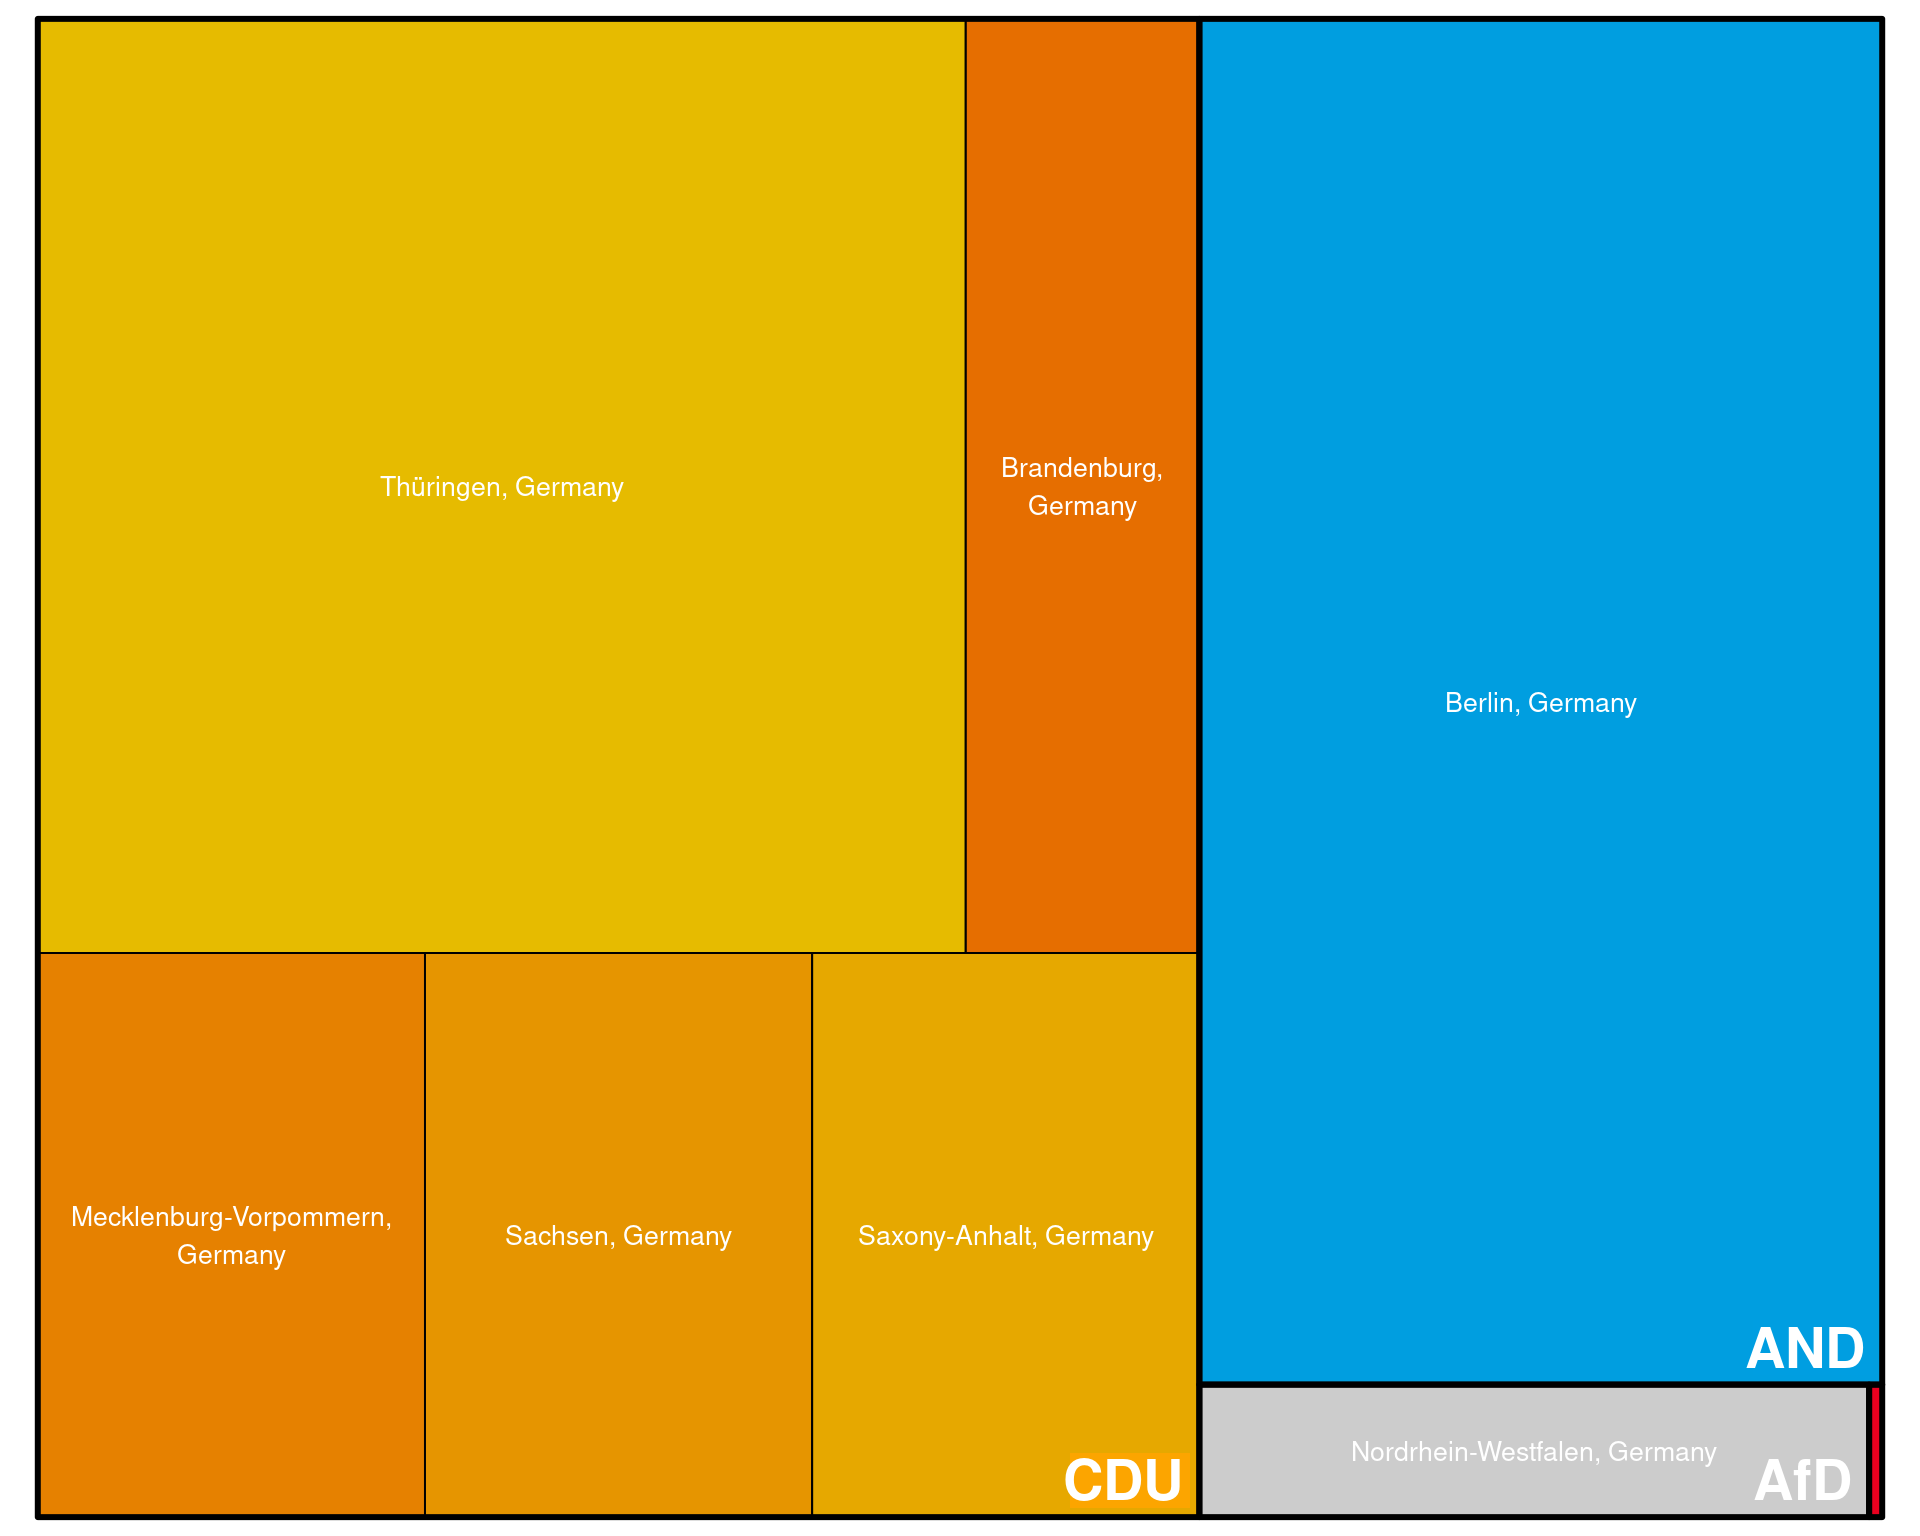 Thüringen, Germany
Brandenburg,
Germany
Berlin, Germany
Mecklenburg-Vorpommern,
Germany
Sachsen, Germany
Saxony-Anhalt, Germany
CDU
AND
Nordrhein-Westfalen, Germany
AfD